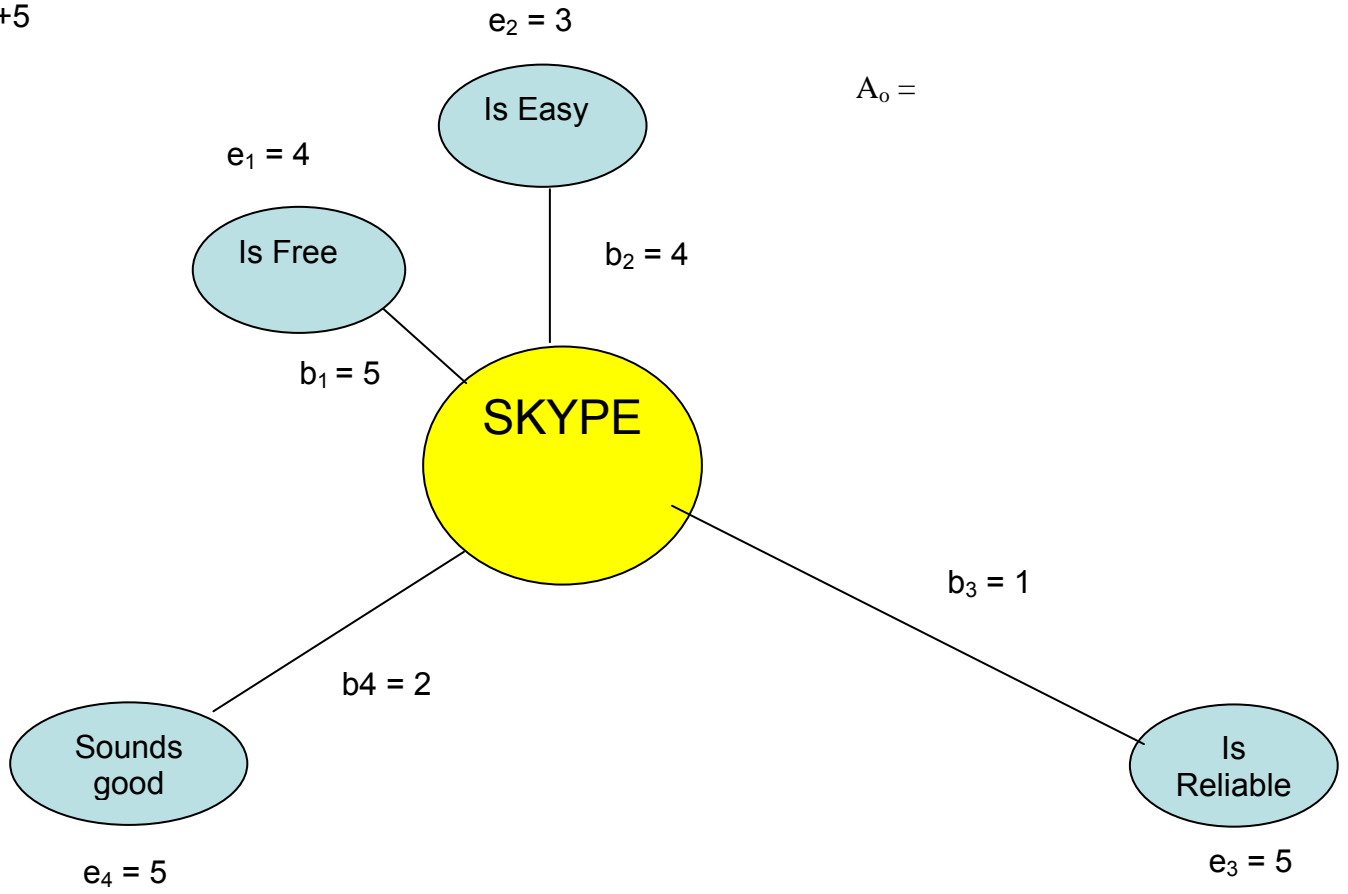 +5
e₂ = 3
Aₒ =
Is Easy
e₁ = 4
Is Free
b₂ = 4
b₁ = 5
SKYPE
b₃ = 1
b4 = 2
Sounds
good
Is
Reliable
e₃ = 5
e₄ = 5